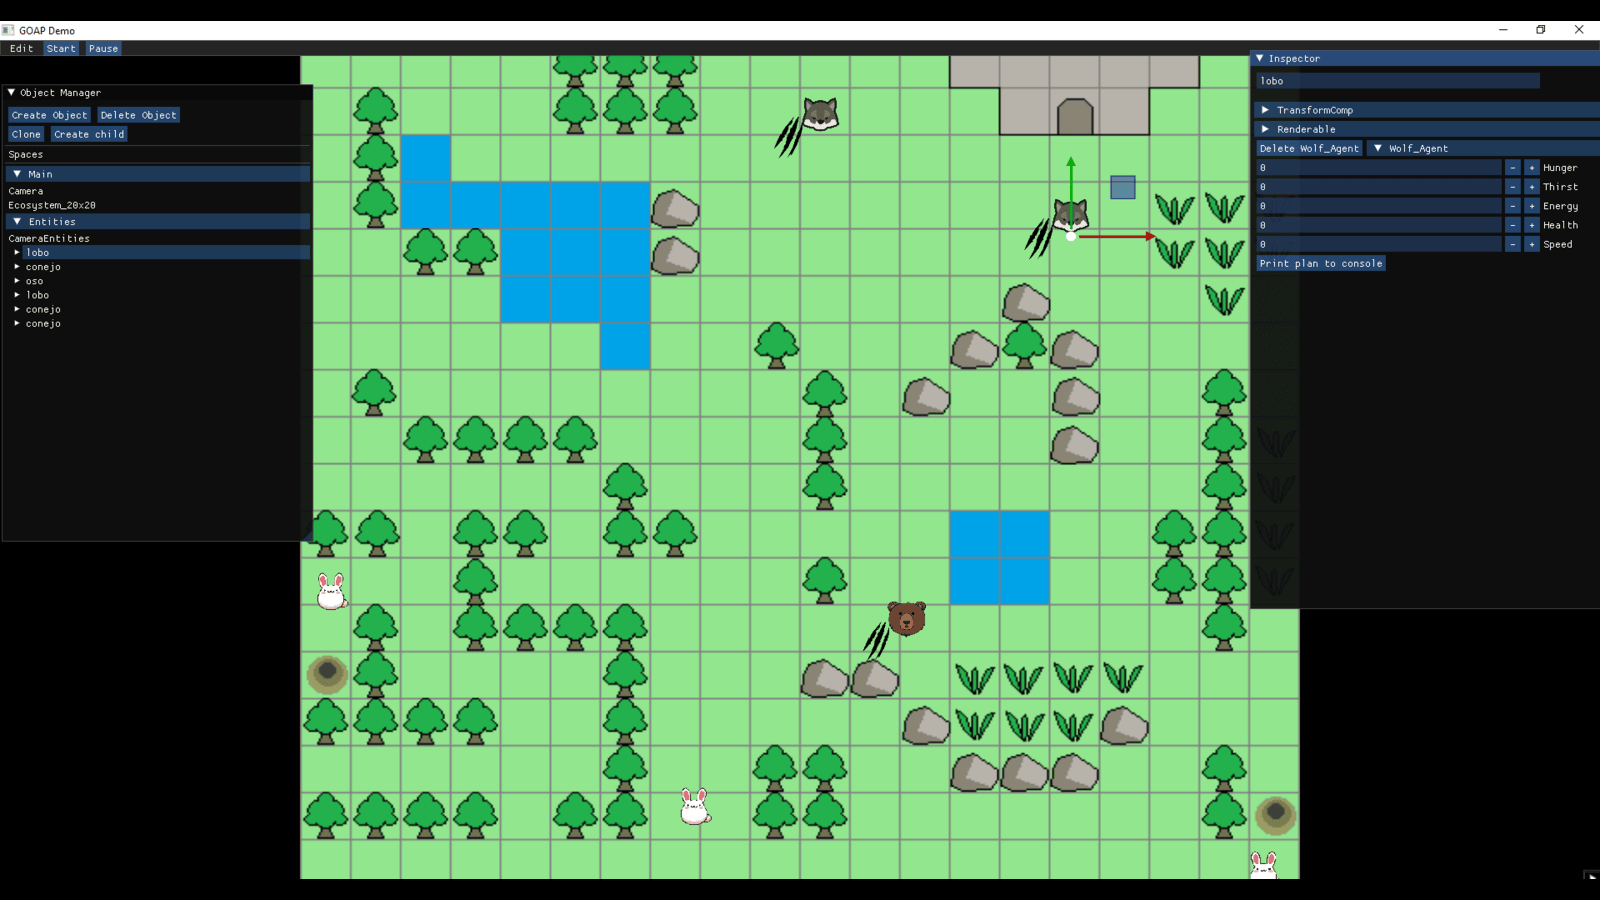 GOAP Demo
Edit Start Pause
Object Manager
Create Object Delete Object
Clone Create child
Spaces
Main
Camera
Ecosystem_20x20
Entities
CameraEntities
lobo
conejo
oso
lobo
conejo
conejo
Inspector
lobo
TransformComp
Renderable
Delete Wolf_Agent Wolf_Agent
0 - + Hunger
0 - + Thirst
0 - + Energy
0 - + Health
0 - + Speed
Print plan to console